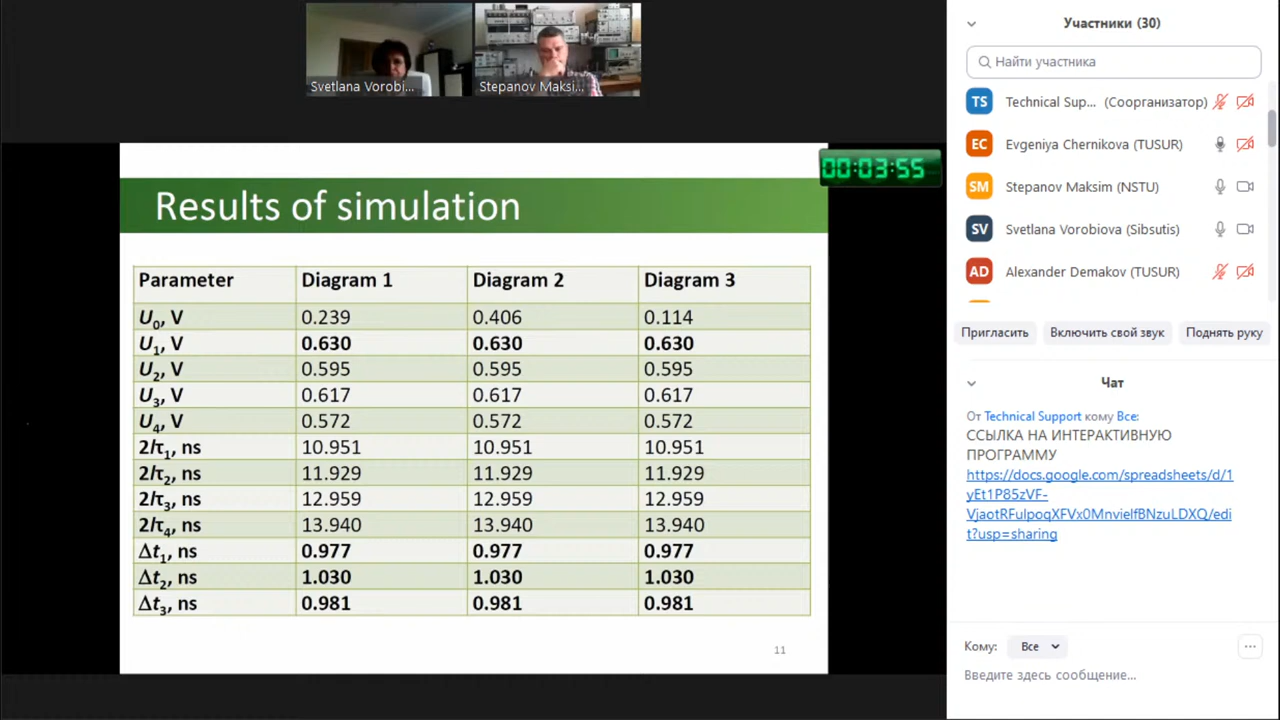 Svetlana Vorobi...
Stepanov Maksi...
00:03:55
Results of simulation
Parameter Diagram 1 Diagram 2 Diagram 3
U0, V 0.239 0.406 0.114
U1, V 0.630 0.630 0.630
U2, V 0.595 0.595 0.595
U3, V 0.617 0.617 0.617
U4, V 0.572 0.572 0.572
2lτ1, ns 10.951 10.951 10.951
2lτ2, ns 11.929 11.929 11.929
2lτ3, ns 12.959 12.959 12.959
2lτ4, ns 13.940 13.940 13.940
Δt1, ns 0.977 0.977 0.977
Δt2, ns 1.030 1.030 1.030
Δt3, ns 0.981 0.981 0.981
11
Участники (30)
Найти участника
TS Technical Sup... (Соорганизатор)
EC Evgeniya Chernikova (TUSUR)
SM Stepanov Maksim (NSTU)
SV Svetlana Vorobiova (Sibsutis)
AD Alexander Demakov (TUSUR)
Пригласить Включить свой звук Поднять руку
Чат
От Technical Support кому Все:
ССЫЛКА НА ИНТЕРАКТИВНУЮ
ПРОГРАММУ
https://docs.google.com/spreadsheets/d/1
yEt1P85zVF-
VjaotRFulpoqXFVx0MnvielfBNzuLDXQ/edi
t?usp=sharing
Кому: Все
Введите здесь сообщение...